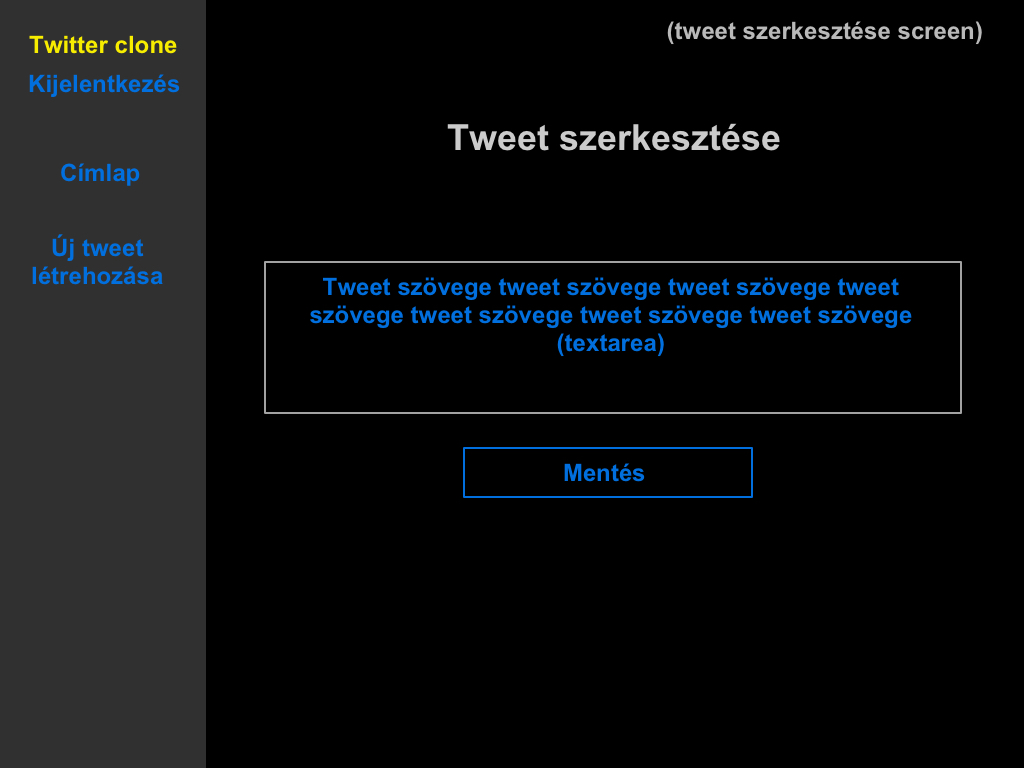 Twitter clone
Kijelentkezés
Címlap
Új tweet
létrehozása
(tweet szerkesztése screen)
Tweet szerkesztése
Tweet szövege tweet szövege tweet szövege tweet
szövege tweet szövege tweet szövege tweet szövege
(textarea)
Mentés